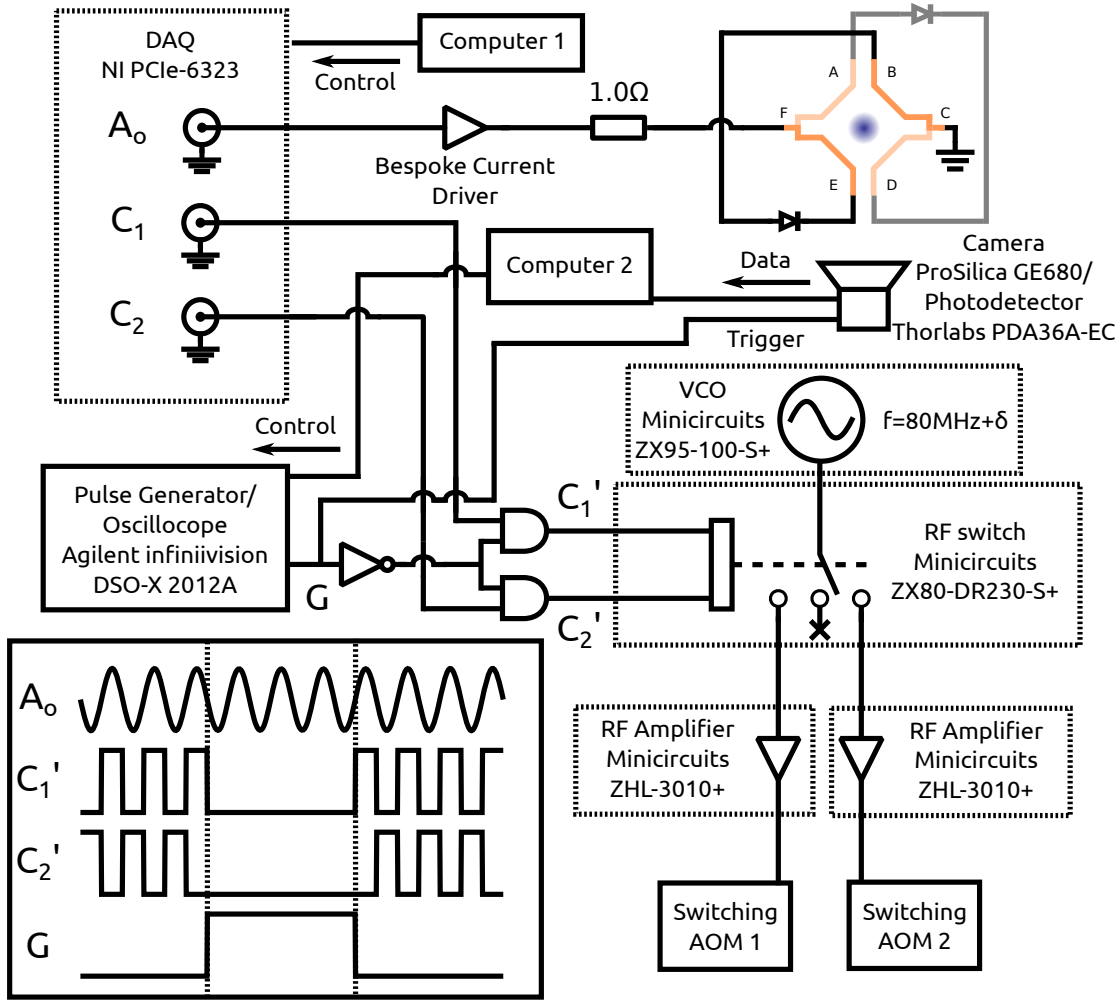 DAQ
NI PCIe-6323
Computer 1
Control
Aₒ
1.0Ω
Bespoke Current
Driver
A
B
F
C
E
D
C₁
C₂
Computer 2
Data
Camera
ProSilica GE680/
Photodetector
Thorlabs PDA36A-EC
Trigger
Control
VCO
Minicircuits
ZX95-100-S+
f=80MHz+δ
Pulse Generator/
Oscillocope
Agilent infiniivision
DSO-X 2012A
G
C₁'
C₂'
RF switch
Minicircuits
ZX80-DR230-S+
RF Amplifier
Minicircuits
ZHL-3010+
RF Amplifier
Minicircuits
ZHL-3010+
Switching
AOM 1
Switching
AOM 2
Aₒ
C₁'
C₂'
G